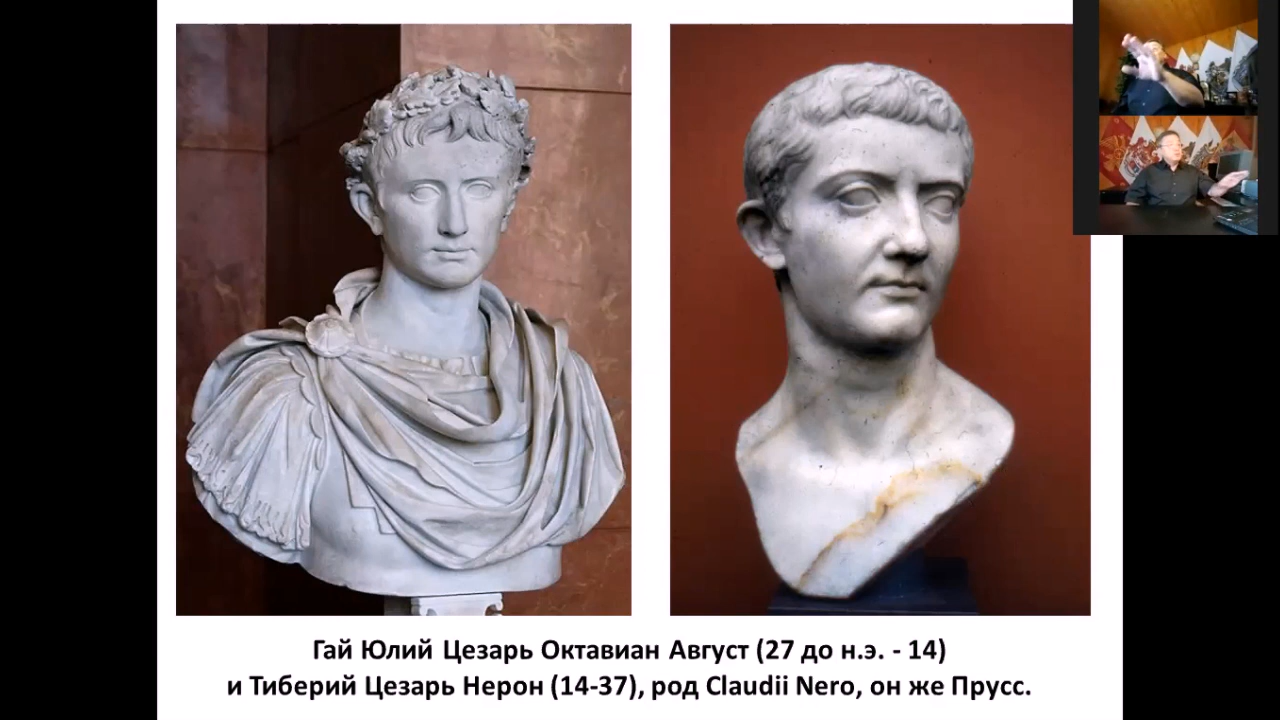 Гай Юлий Цезарь Октавиан Август (27 до н.э. - 14)
и Тиберий Цезарь Нерон (14-37), род Claudii Nero, он же Прусс.